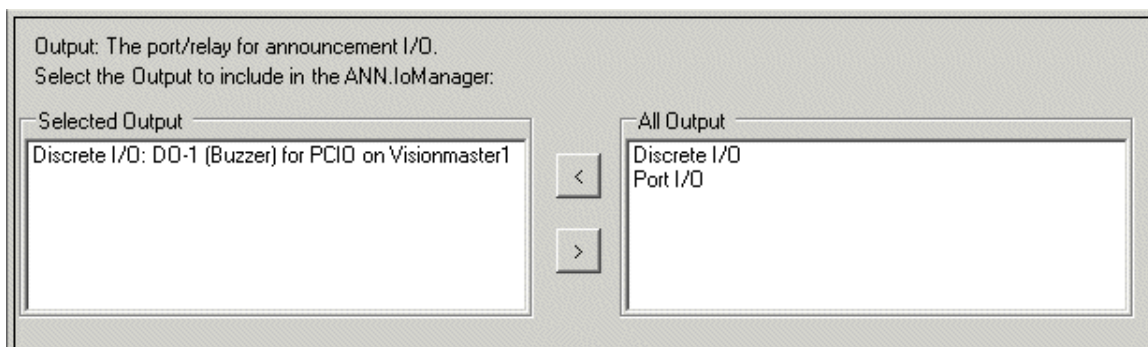 Output: The port/relay for announcement I/O.
Select the Output to include in the ANN.IoManager:
Selected Output
Discrete I/O: DO-1 (Buzzer) for PCIO on Visionmaster1
<
>
All Output
Discrete I/O
Port I/O